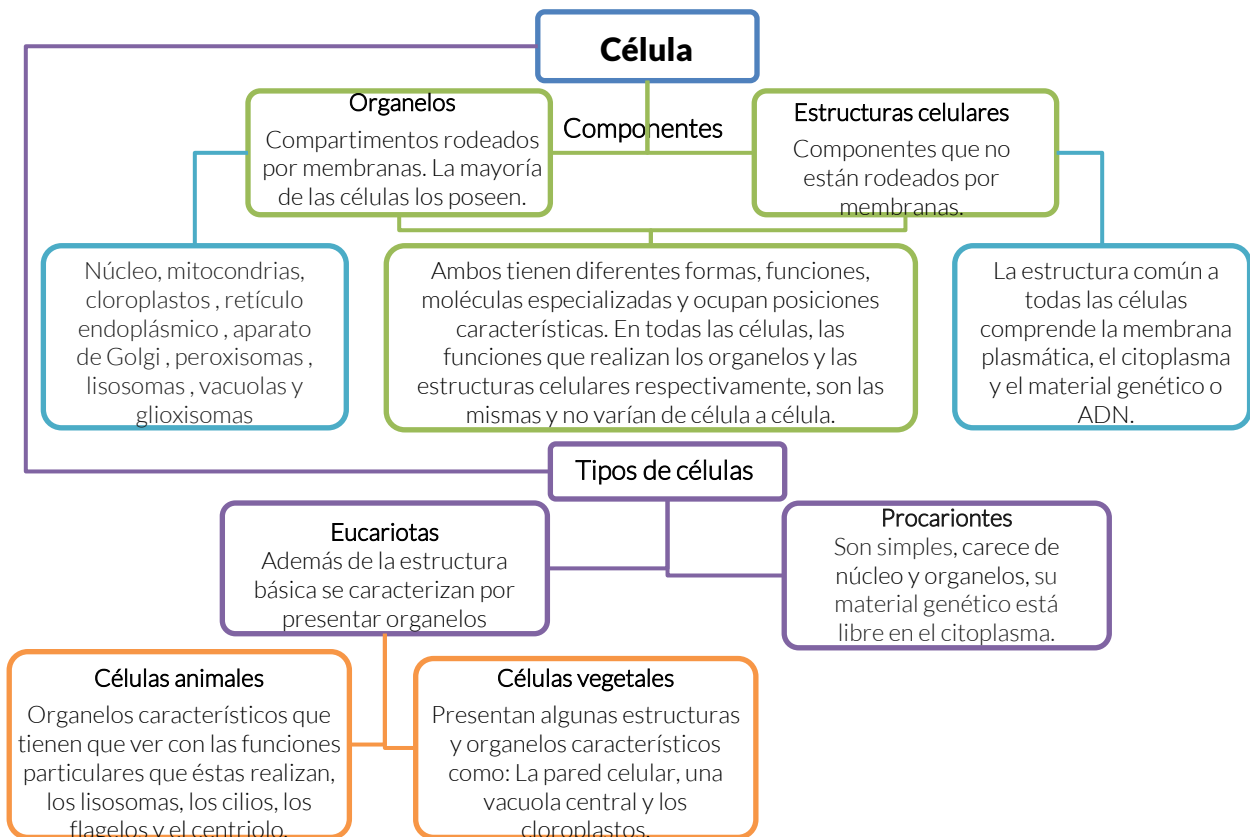 Célula
Componentes
Organelos
Compartimentos rodeados
por membranas. La mayoría
de las células los poseen.
Estructuras celulares
Componentes que no
están rodeados por
membranas.
Núcleo, mitocondrias,
cloroplastos , retículo
endoplásmico , aparato
de Golgi , peroxisomas ,
lisosomas , vacuolas y
glioxisomas
Ambos tienen diferentes formas, funciones,
moléculas especializadas y ocupan posiciones
características. En todas las células, las
funciones que realizan los organelos y las
estructuras celulares respectivamente, son las
mismas y no varían de célula a célula.
La estructura común a
todas las células
comprende la membrana
plasmática, el citoplasma
y el material genético o
ADN.
Tipos de células
Eucariotas
Además de la estructura
básica se caracterizan por
presentar organelos
Procariontes
Son simples, carece de
núcleo y organelos, su
material genético está
libre en el citoplasma.
Células animales
Organelos característicos que
tienen que ver con las funciones
particulares que éstas realizan,
los lisosomas, los cilios, los
flagelos y el centriolo.
Células vegetales
Presentan algunas estructuras
y organelos característicos
como: La pared celular, una
vacuola central y los
cloroplastos.